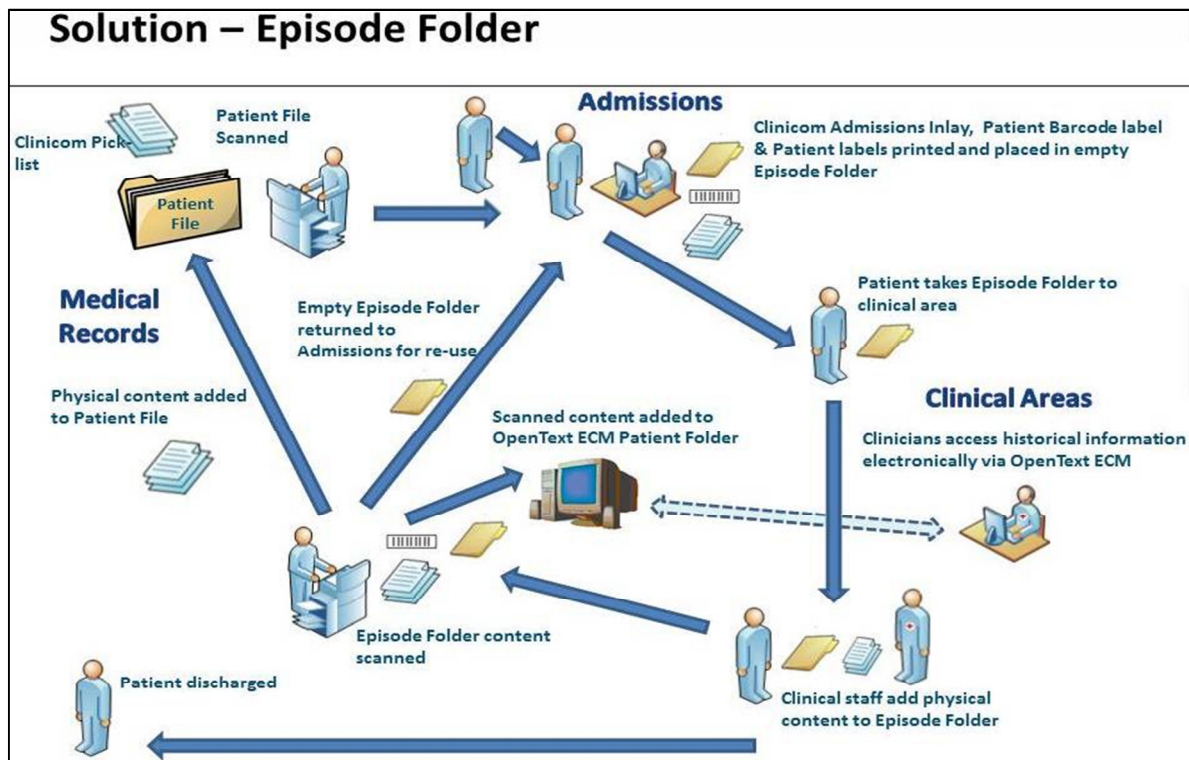 Solution – Episode Folder
Admissions
Clinicom Pick-
list
Patient File
Scanned
Patient
File
Clinicom Admissions Inlay, Patient Barcode label
& Patient labels printed and placed in empty
Episode Folder
Medical
Records
Empty Episode Folder
returned to
Admissions for re-use
Patient takes Episode Folder to
clinical area
Physical content added
to Patient File
Scanned content added to
OpenText ECM Patient Folder
Clinical Areas
Clinicians access historical information
electronically via OpenText ECM
Episode Folder content
scanned
Patient discharged
Clinical staff add physical
content to Episode Folder